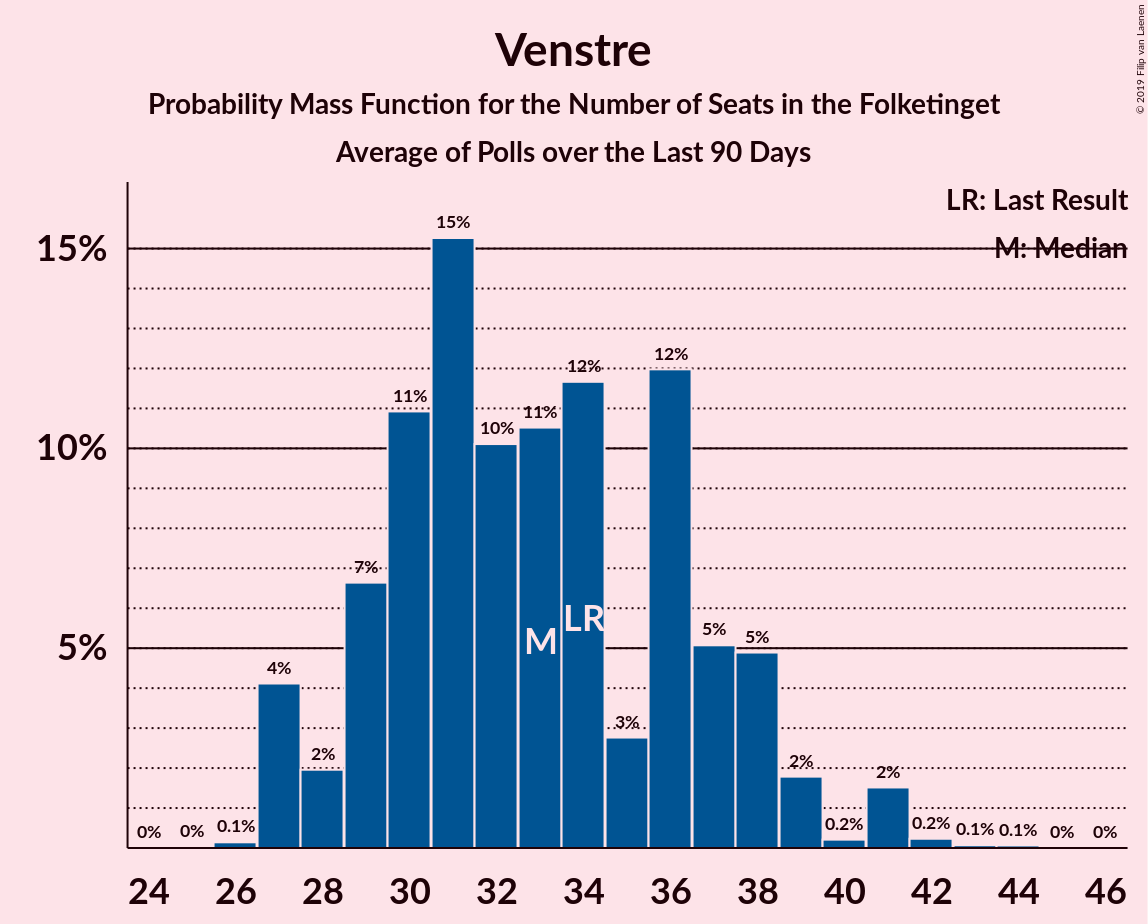 Venstre
Probability Mass Function for the Number of Seats in the Folketinget
Average of Polls over the Last 90 Days
© 2019 Filip van Laenen
LR: Last Result
M: Median
15%
10%
5%
0%
0%
0.1%
4%
2%
7%
11%
15%
10%
11%
12%
3%
12%
5%
5%
2%
0.2%
2%
0.2%
0.1%
0.1%
0%
0%
M
LR
24 26 28 30 32 34 36 38 40 42 44 46